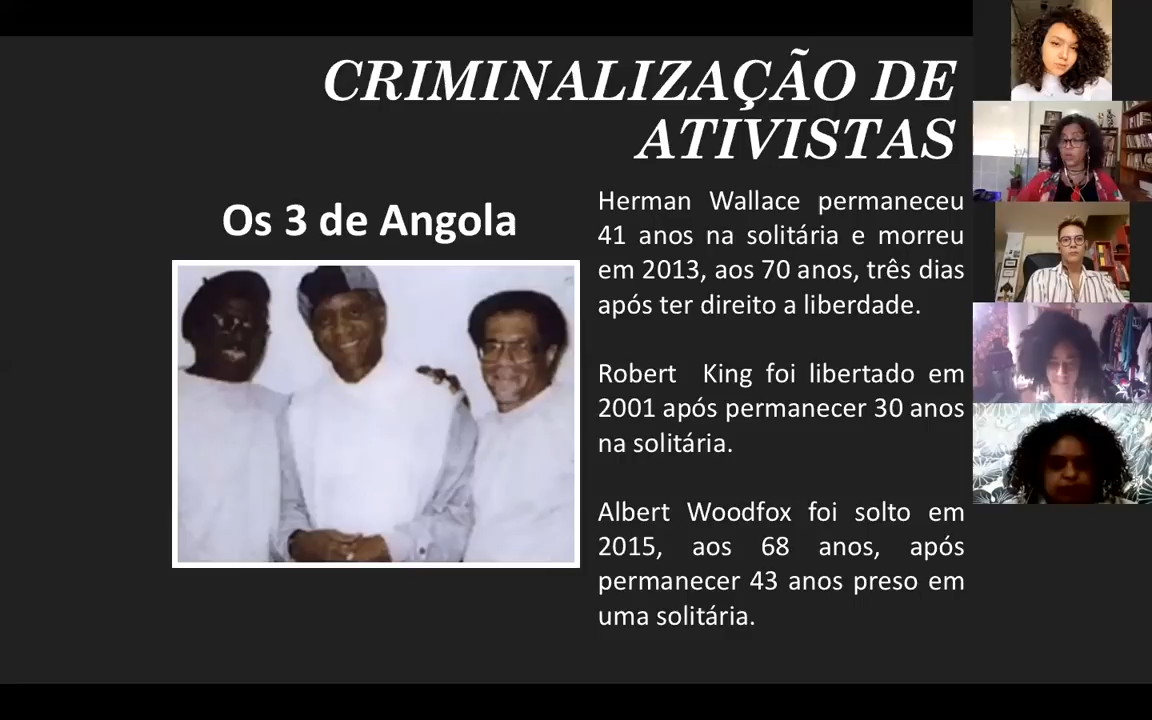 CRIMINALIZAÇÃO DE
ATIVISTAS
Os 3 de Angola
Herman Wallace permaneceu
41 anos na solitária e morreu
em 2013, aos 70 anos, três dias
após ter direito a liberdade.
Robert King foi libertado em
2001 após permanecer 30 anos
na solitária.
Albert Woodfox foi solto em
2015, aos 68 anos, após
permanecer 43 anos preso em
uma solitária.